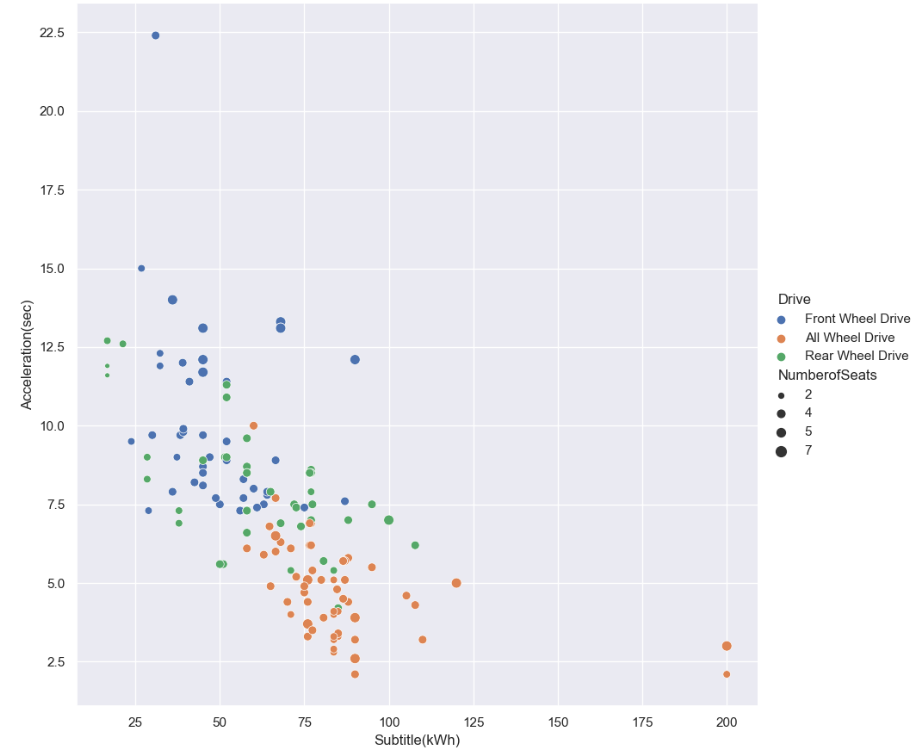 22.5
20.0
17.5
15.0
12.5
10.0
7.5
5.0
2.5
Acceleration(sec)
25 50 75 100 125 150 175 200
Subtitle(kWh)
Drive
Front Wheel Drive
All Wheel Drive
Rear Wheel Drive
NumberofSeats
2
4
5
7